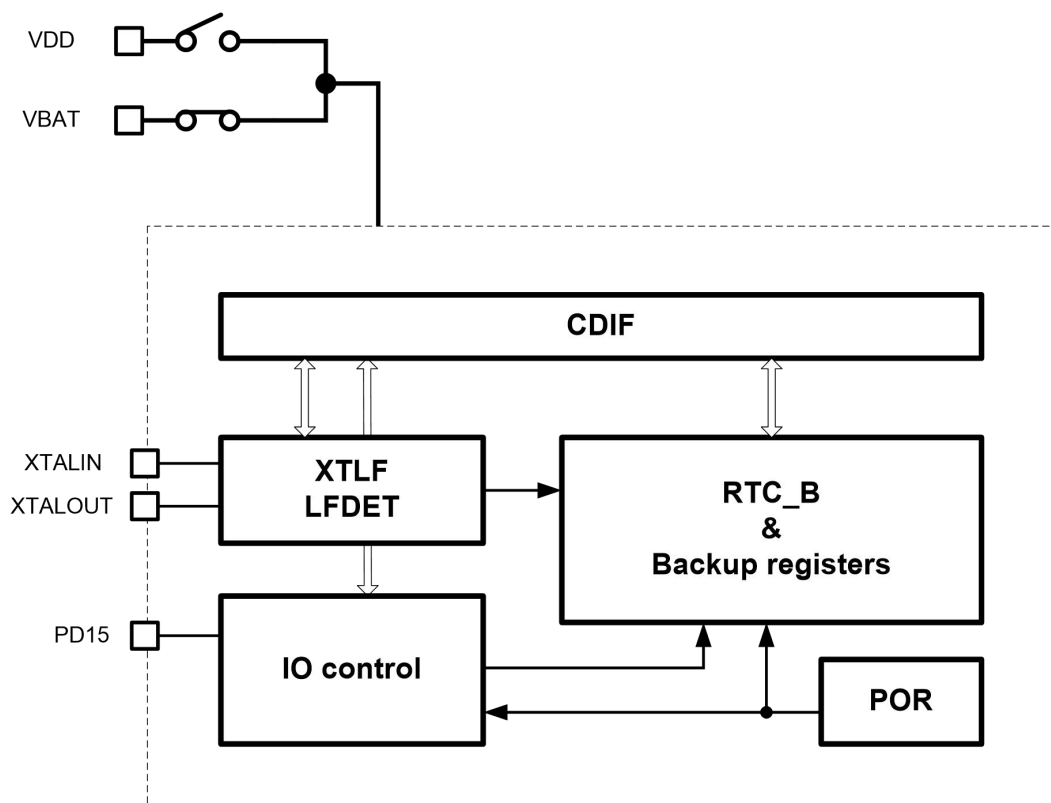 VDD
VBAT
CDIF
XTALIN
XTALOUT
XTLF
LFDET
RTC_B
&
Backup registers
PD15
IO control
POR